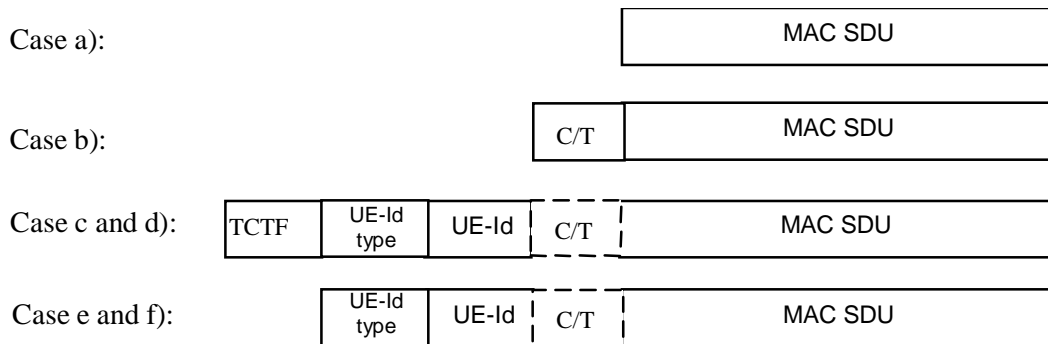 Case a): MAC SDU
Case b): C/T MAC SDU
Case c and d): TCTF UE-Id type UE-Id C/T MAC SDU
Case e and f): UE-Id type UE-Id C/T MAC SDU